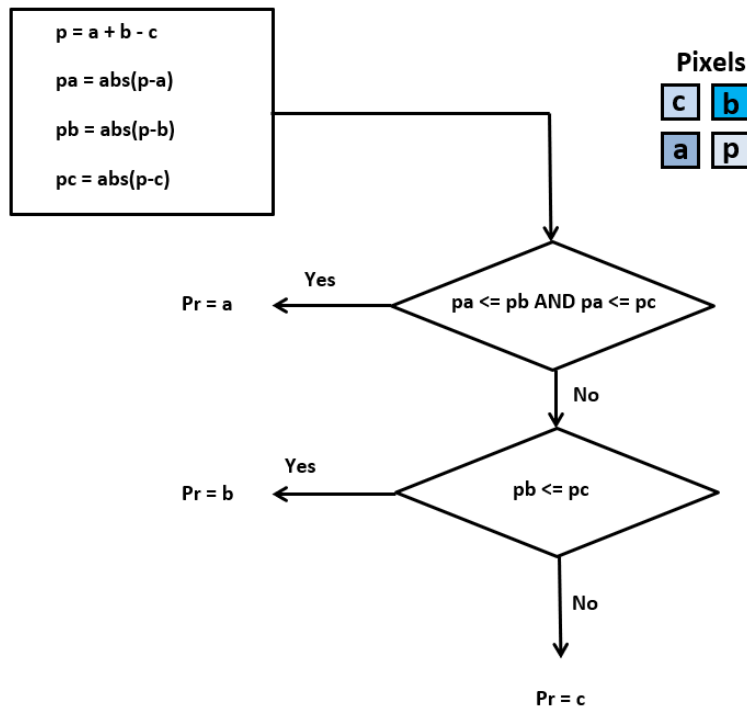 p = a + b - c
pa = abs(p-a)
pb = abs(p-b)
pc = abs(p-c)
Pixels
c b
a p
Yes
Pr = a
pa <= pb AND pa <= pc
No
Yes
Pr = b
pb <= pc
No
Pr = c